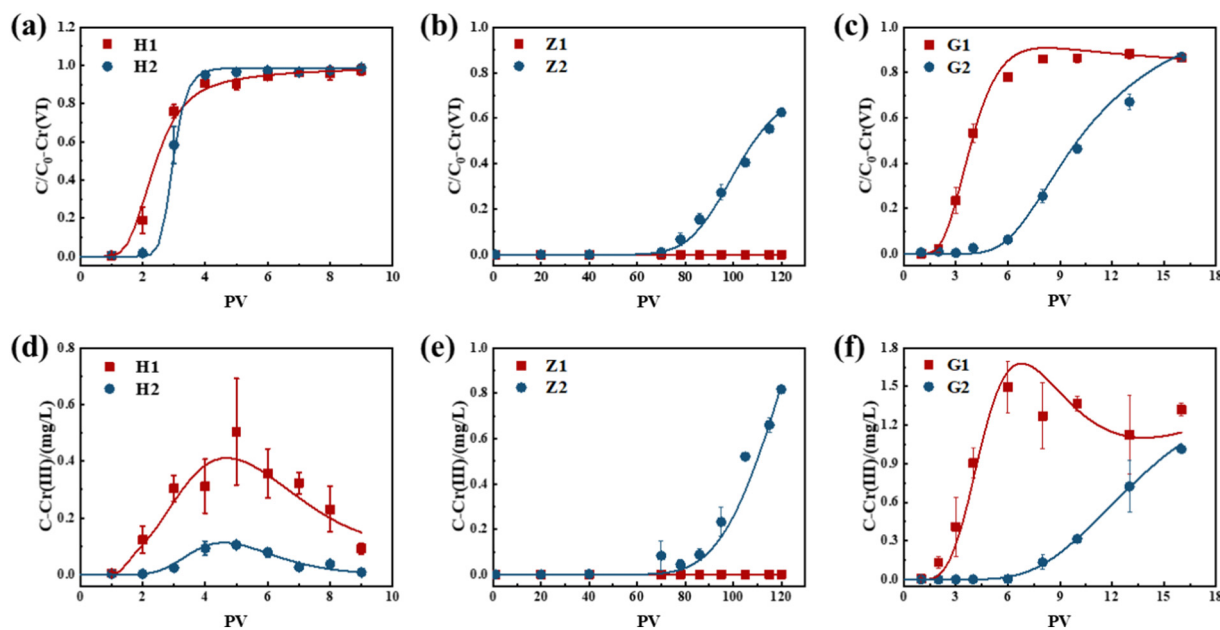 (a)
H1
H2
C/C₀-Cr(VI)
1.2
1.0
0.8
0.6
0.4
0.2
0.0
0 2 4 6 8 10
PV
(b)
Z1
Z2
C/C₀-Cr(VI)
1.0
0.8
0.6
0.4
0.2
0.0
0 20 40 60 80 100 120
PV
(c)
G1
G2
C/C₀-Cr(VI)
1.0
0.8
0.6
0.4
0.2
0.0
0 3 6 9 12 15 18
PV
(d)
H1
H2
C-Cr(III)/(mg/L)
0.8
0.6
0.4
0.2
0.0
0 2 4 6 8 10
PV
(e)
Z1
Z2
C-Cr(III)/(mg/L)
1.0
0.8
0.6
0.4
0.2
0.0
0 20 40 60 80 100 120
PV
(f)
G1
G2
C-Cr(III)/(mg/L)
1.8
1.5
1.2
0.9
0.6
0.3
0.0
0 3 6 9 12 15 18
PV